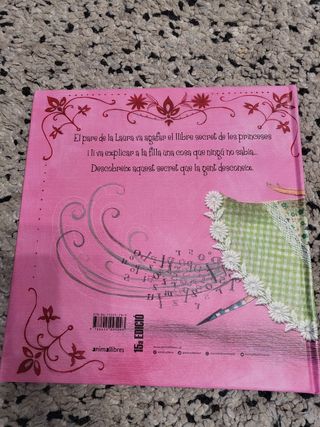 El pare de la Laura va agafar el llibre secret de les princeses
i li va explicar a la filla una cosa que ningú no sabia...
Descobreix aquest secret que la gent desconeix.
animallibres
15a EDICIÓ